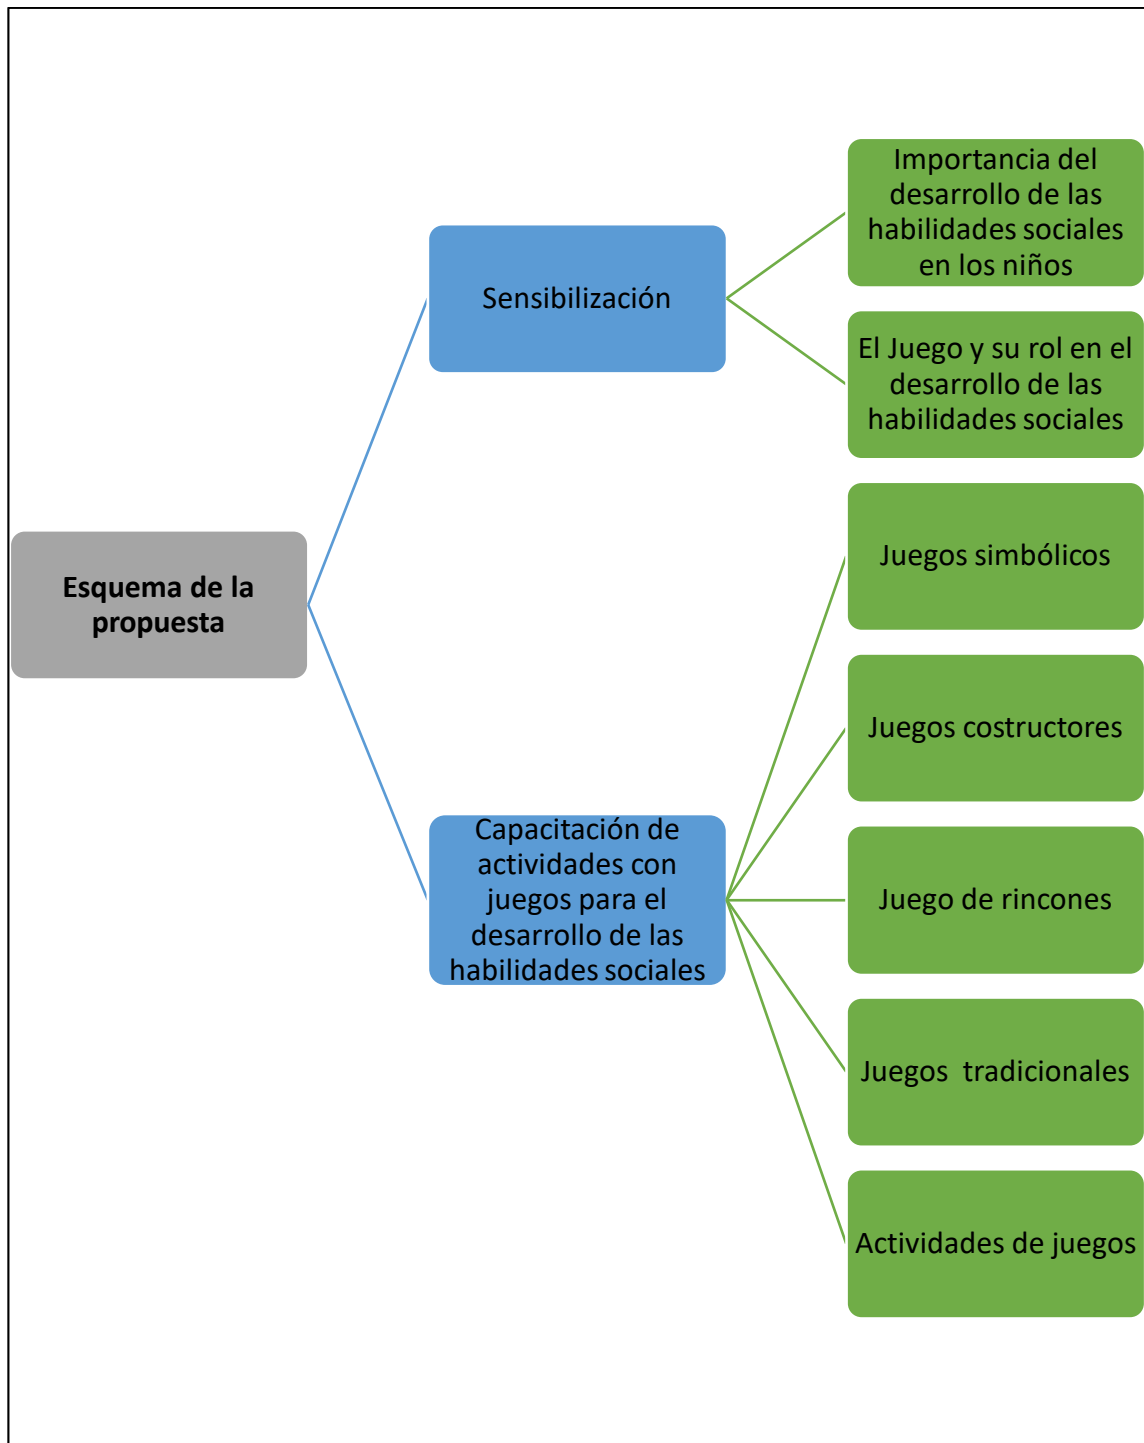 Esquema de la
propuesta
Sensibilización
Importancia del
desarrollo de las
habilidades sociales
en los niños
El Juego y su rol en el
desarrollo de las
habilidades sociales
Capacitación de
actividades con
juegos para el
desarrollo de las
habilidades sociales
Juegos simbólicos
Juegos costructores
Juego de rincones
Juegos  tradicionales
Actividades de juegos